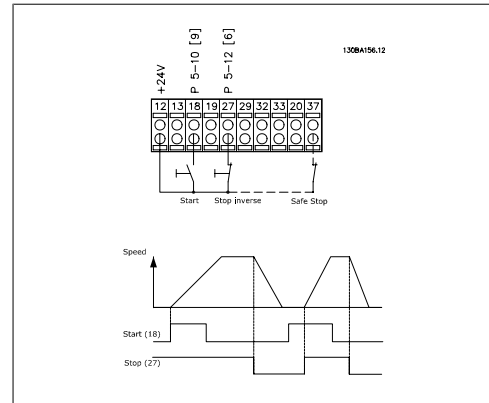 130BA156.12
+24V
P 5-10 [9]
P 5-12 [6]
12 13 18 19 27 29 32 33 20 37
Start Stop inverse Safe Stop
Speed
Start (18)
Stop (27)